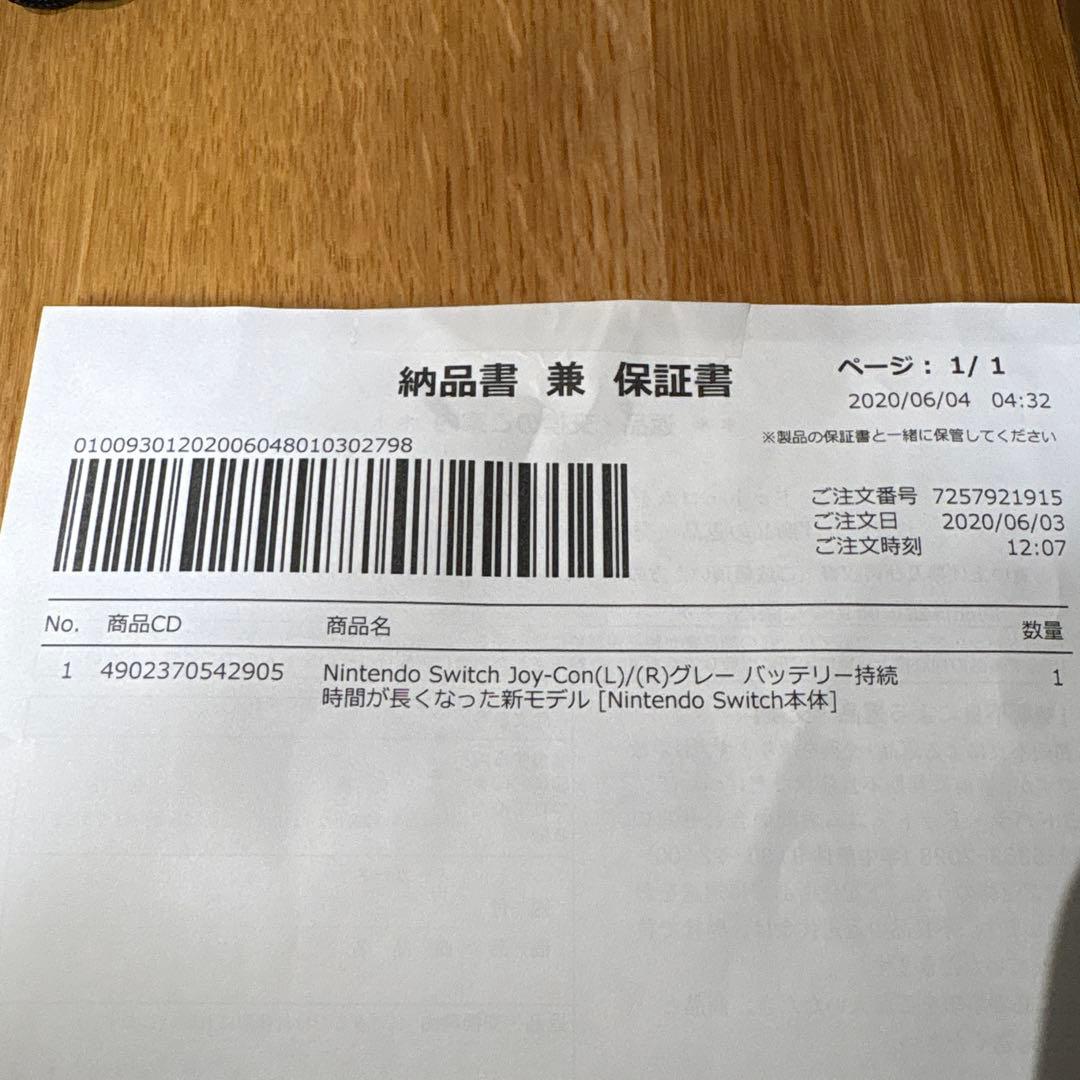 納品書 兼 保証書
ページ： 1/ 1
2020/06/04 04:32
※製品の保証書と一緒に保管してください
01009301202006048010302798
ご注文番号 7257921915
ご注文日 2020/06/03
ご注文時刻 12:07
No. 商品CD 商品名 数量
1 4902370542905 Nintendo Switch Joy-Con(L)/(R)グレー バッテリー持続 1
時間が長くなった新モデル [Nintendo Switch本体]